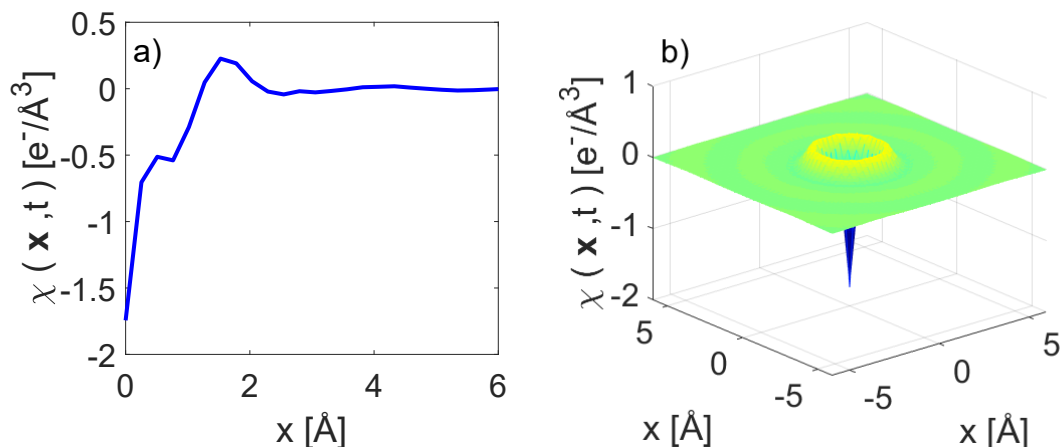 a)
χ ( x ,t ) [e⁻/Å³]
0.5
0
-0.5
-1
-1.5
-2
0 2 4 6
x [Å]
b)
χ ( x ,t ) [e⁻/Å³]
1
0
-1
-2
5 0 -5
x [Å]
-5 0 5
x [Å]